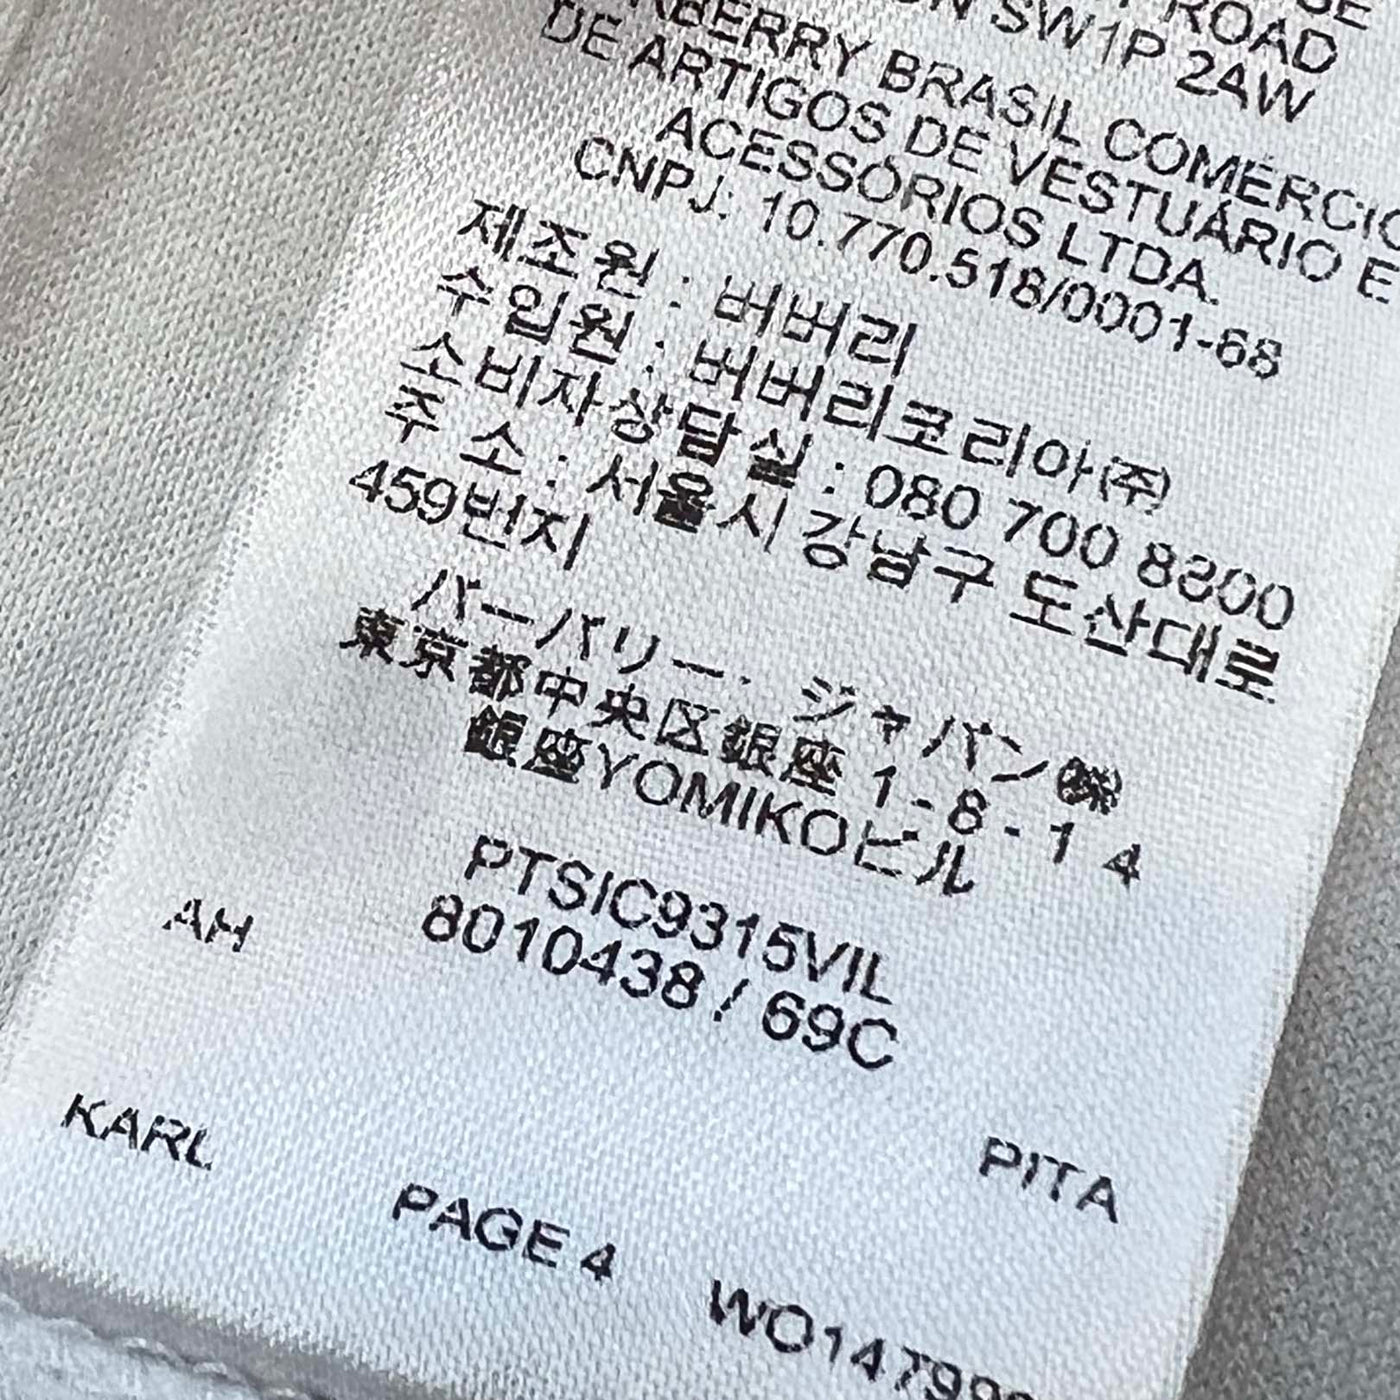 ROAD
SW1P 2AW
BERRY BRASIL COMÉRCIO
DE ARTIGOS DE VESTUÁRIO E
ACESSÓRIOS LTDA.
CNPJ: 10.770.518/0001-68
제조원 : 버버리
수입원 : 버버리코리아(주)
소비자상담실 : 080 700 8800
주 소 : 서울시 강남구 도산대로
459번지
バーバリー・ジャパン㈱
東京都中央区銀座 1-8-14
銀座YOMIKOビル
PTSIC9315VIL
AH
8010438 / 69C
KARL
PITA
PAGE 4